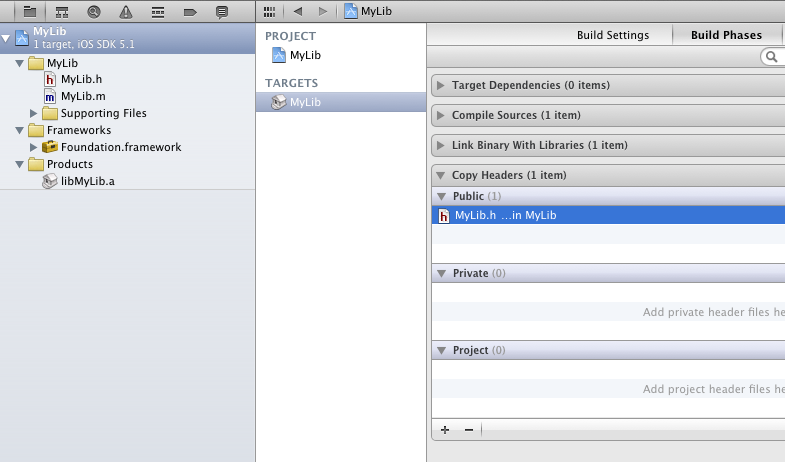 MyLib
MyLib
1 target, iOS SDK 5.1
MyLib
h MyLib.h
m MyLib.m
Supporting Files
Frameworks
Foundation.framework
Products
libMyLib.a
PROJECT
MyLib
TARGETS
MyLib
Build Settings
Build Phases
Target Dependencies (0 items)
Compile Sources (1 item)
Link Binary With Libraries (1 item)
Copy Headers (1 item)
Public (1)
h MyLib.h ...in MyLib
Private (0)
Add private header files he
Project (0)
Add project header files he